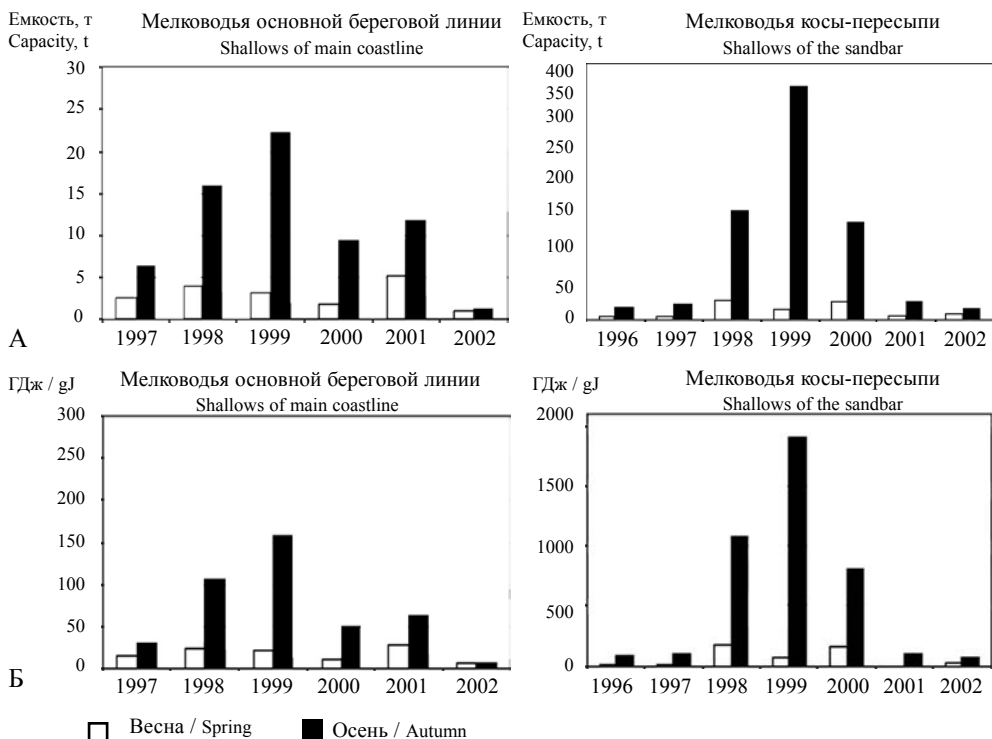 Емкость, т
Capacity, t
Мелководья основной береговой линии
Shallows of main coastline
30
25
20
15
10
5
0
1997 1998 1999 2000 2001 2002
А
Емкость, т
Capacity, t
Мелководья косы-пересыпи
Shallows of the sandbar
400
350
300
250
200
150
100
50
0
1996 1997 1998 1999 2000 2001 2002
ГДж / gJ
Мелководья основной береговой линии
Shallows of main coastline
300
250
200
150
100
50
0
1997 1998 1999 2000 2001 2002
Б
ГДж / gJ
Мелководья косы-пересыпи
Shallows of the sandbar
2000
1500
1000
500
0
1996 1997 1998 1999 2000 2001 2002
Весна / Spring Осень / Autumn